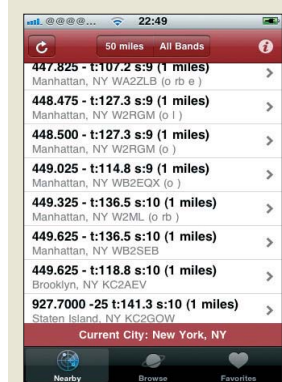 @@@@... 22:49
50 miles All Bands
447.825 - t:107.2 s:9 (1 miles)
Manhattan, NY WA2ZLB (o rb e )
448.475 - t:127.3 s:9 (1 miles)
Manhattan, NY W2RGM (o l )
448.500 - t:127.3 s:9 (1 miles)
Manhattan, NY W2RGM (o )
449.025 - t:114.8 s:9 (1 miles)
Manhattan, NY WB2EQX (o )
449.325 - t:136.5 s:10 (1 miles)
Manhattan, NY W2ML (o rb )
449.625 - t:136.5 s:10 (1 miles)
Manhattan, NY WB2SEB
449.625 - t:118.8 s:10 (1 miles)
Brooklyn, NY KC2AEV
927.7000 -25 t:141.3 s:10 (1 miles)
Staten Island, NY KC2GOW
Current City: New York, NY
Nearby Browse Favorites